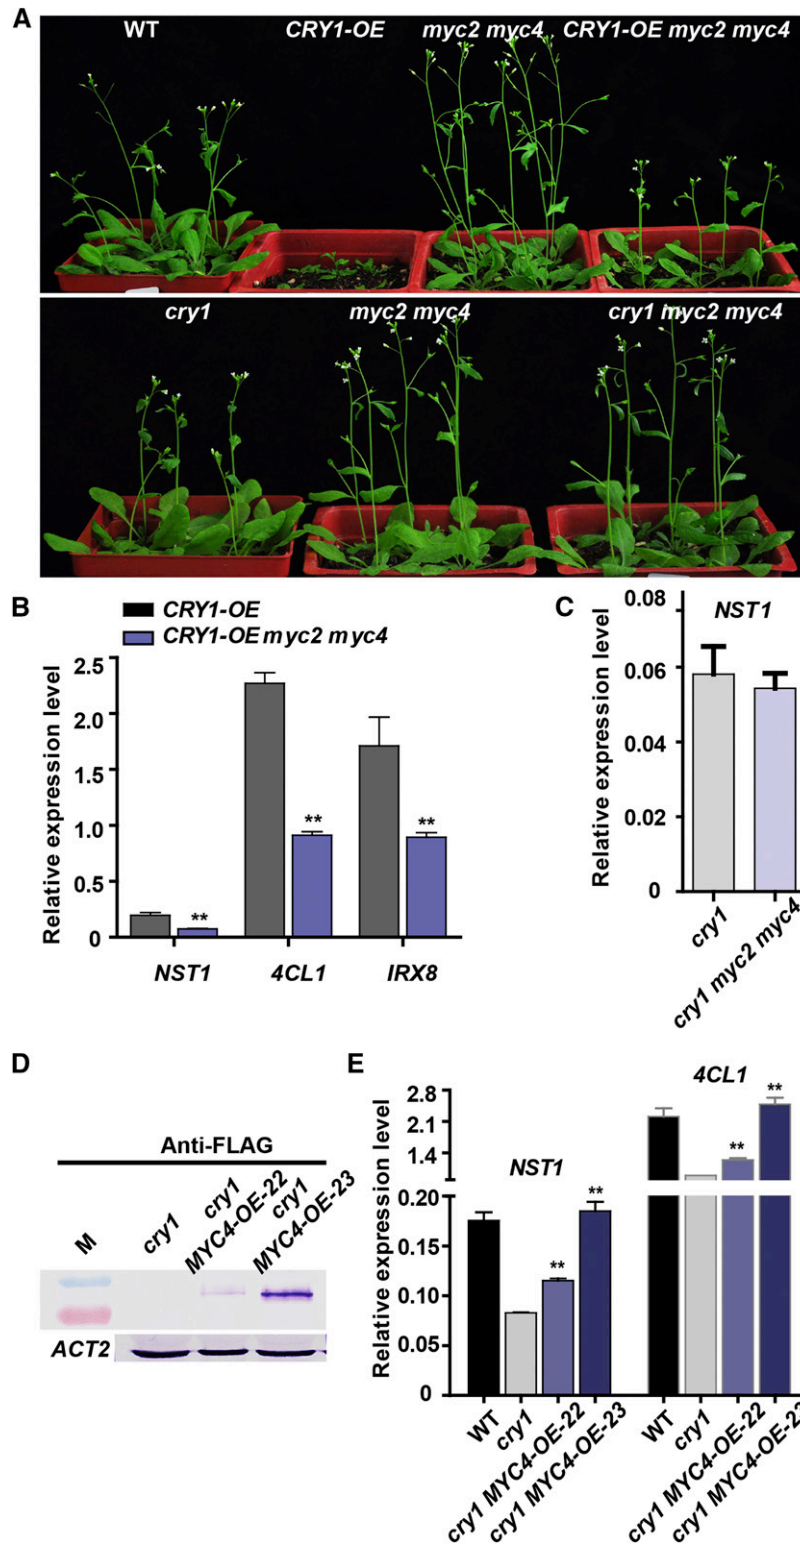 A
WT CRY1-OE myc2 myc4 CRY1-OE myc2 myc4
cry1 myc2 myc4 cry1 myc2 myc4
B
CRY1-OE
CRY1-OE myc2 myc4
Relative expression level
2.5
2.0
1.5
1.0
0.5
0
**
**
**
NST1 4CL1 IRX8
C
NST1
Relative expression level
0.08
0.06
0.04
0.02
0
cry1
cry1 myc2 myc4
D
Anti-FLAG
M
cry1
cry1 MYC4-OE-22
cry1 MYC4-OE-23
ACT2
E
4CL1
NST1
Relative expression level
2.8
2.1
1.4
0.20
0.15
0.10
0.05
0
**
**
**
**
WT
cry1
cry1 MYC4-OE-22
cry1 MYC4-OE-23
WT
cry1
cry1 MYC4-OE-22
cry1 MYC4-OE-23